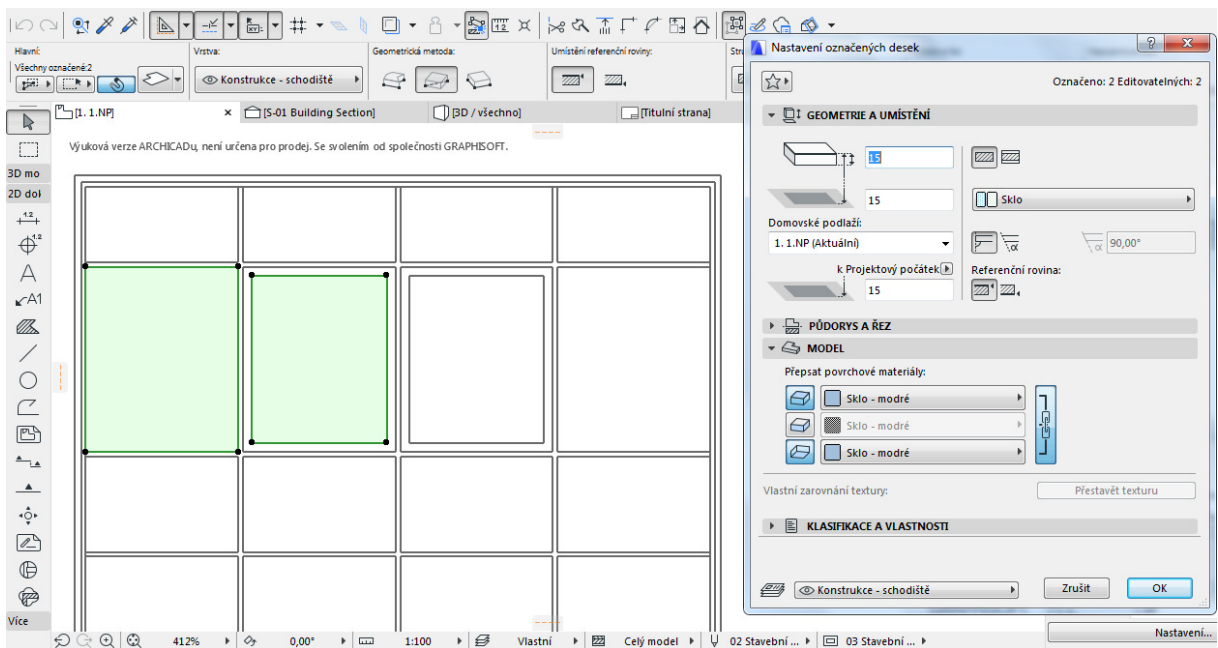 Hlavní:
Všechny označené:2
Vrstva:
Konstrukce - schodiště
Geometrická metoda:
Umístění referenční roviny:
[1. 1.NP]
[S-01 Building Section]
[3D / všechno]
[Titulní strana]
Výuková verze ARCHICADu, není určena pro prodej. Se svolením od společnosti GRAPHISOFT.
3D mo
2D dok
1.2
1.2
A
A1
Více
412%
0,00°
1:100
Vlastní
Celý model
02 Stavební ...
03 Stavební ...
Nastavení označených desek
Označeno: 2 Editovatelných: 2
GEOMETRIE A UMÍSTĚNÍ
15
15
Sklo
Domovské podlaží:
1. 1.NP (Aktuální)
α
α
90,00°
k Projektový počátek
Referenční rovina:
15
PŮDORYS A ŘEZ
MODEL
Přepsat povrchové materiály:
Sklo - modré
Sklo - modré
Sklo - modré
Vlastní zarovnání textury:
Přestavět texturu
KLASIFIKACE A VLASTNOSTI
Konstrukce - schodiště
Zrušit
OK
Nastavení...